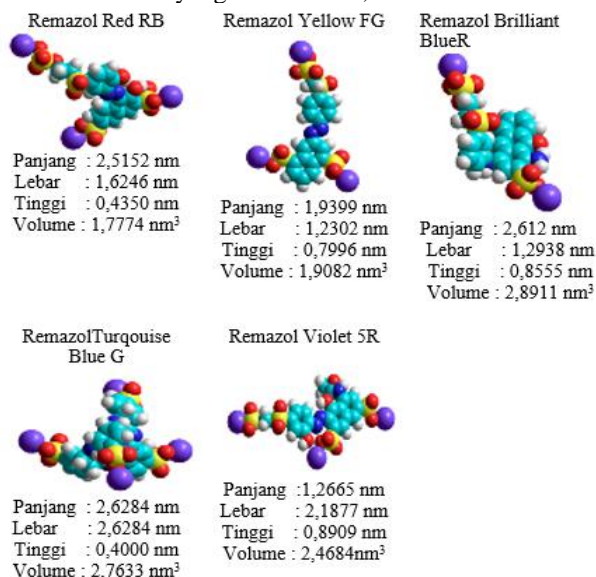 Remazol Red RB
Panjang : 2,5152 nm
Lebar : 1,6246 nm
Tinggi : 0,4350 nm
Volume : 1,7774 nm³
Remazol Yellow FG
Panjang : 1,9399 nm
Lebar : 1,2302 nm
Tinggi : 0,7996 nm
Volume : 1,9082 nm³
Remazol Brilliant
BlueR
Panjang : 2,612 nm
Lebar : 1,2938 nm
Tinggi : 0,8555 nm
Volume : 2,8911 nm³
RemazolTurqouise
Blue G
Panjang : 2,6284 nm
Lebar : 2,6284 nm
Tinggi : 0,4000 nm
Volume : 2,7633 nm³
Remazol Violet 5R
Panjang :1,2665 nm
Lebar : 2,1877 nm
Tinggi : 0,8909 nm
Volume : 2,4684nm³